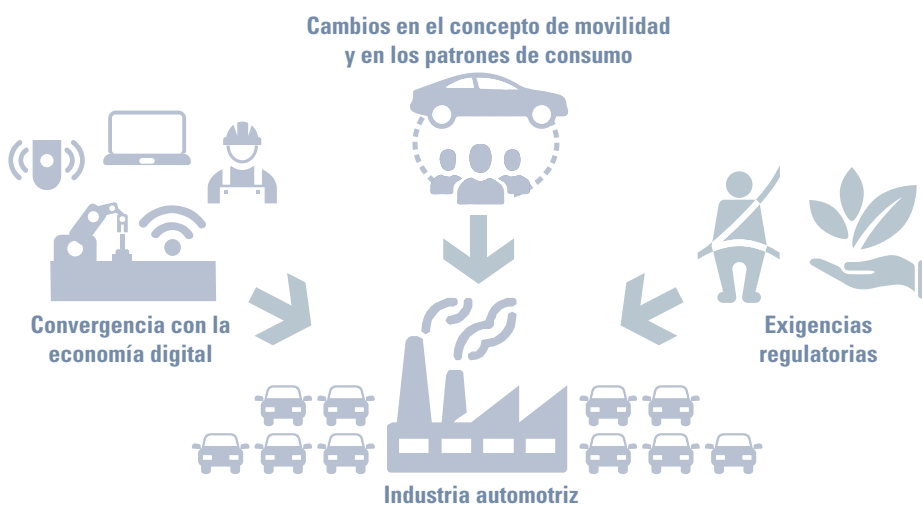 Cambios en el concepto de movilidad
y en los patrones de consumo
Convergencia con la
economía digital
Exigencias
regulatorias
Industria automotriz